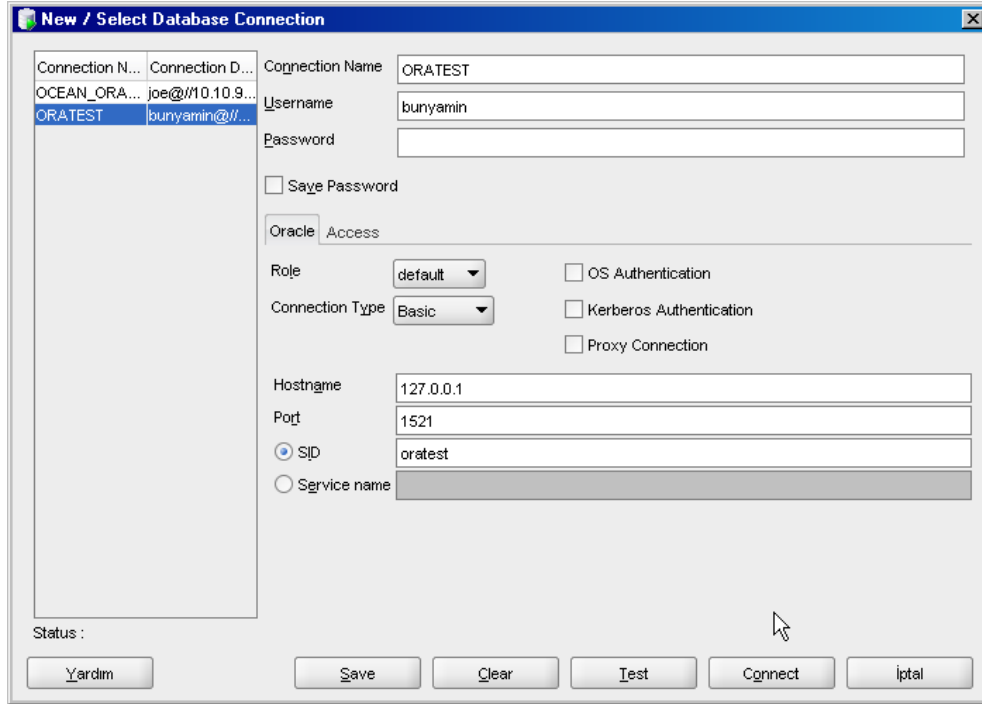 New / Select Database Connection
Connection N... Connection D...
OCEAN_ORA... joe@//10.10.9...
ORATEST bunyamin@//...
Connection Name ORATEST
Username bunyamin
Password
Save Password
Oracle Access
Role default OS Authentication
Connection Type Basic Kerberos Authentication
Proxy Connection
Hostname 127.0.0.1
Port 1521
SID oratest
Service name
Status :
Yardım Save Clear Test Connect İptal